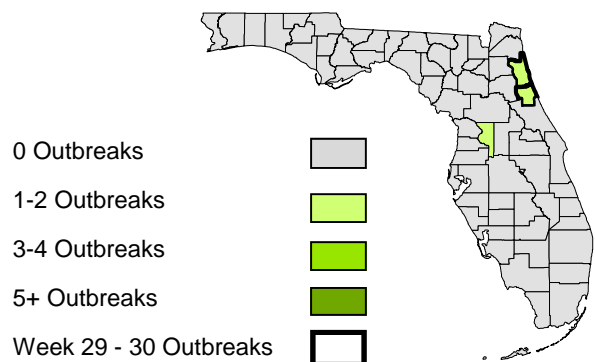 0 Outbreaks
1-2 Outbreaks
3-4 Outbreaks
5+ Outbreaks
Week 29 - 30 Outbreaks